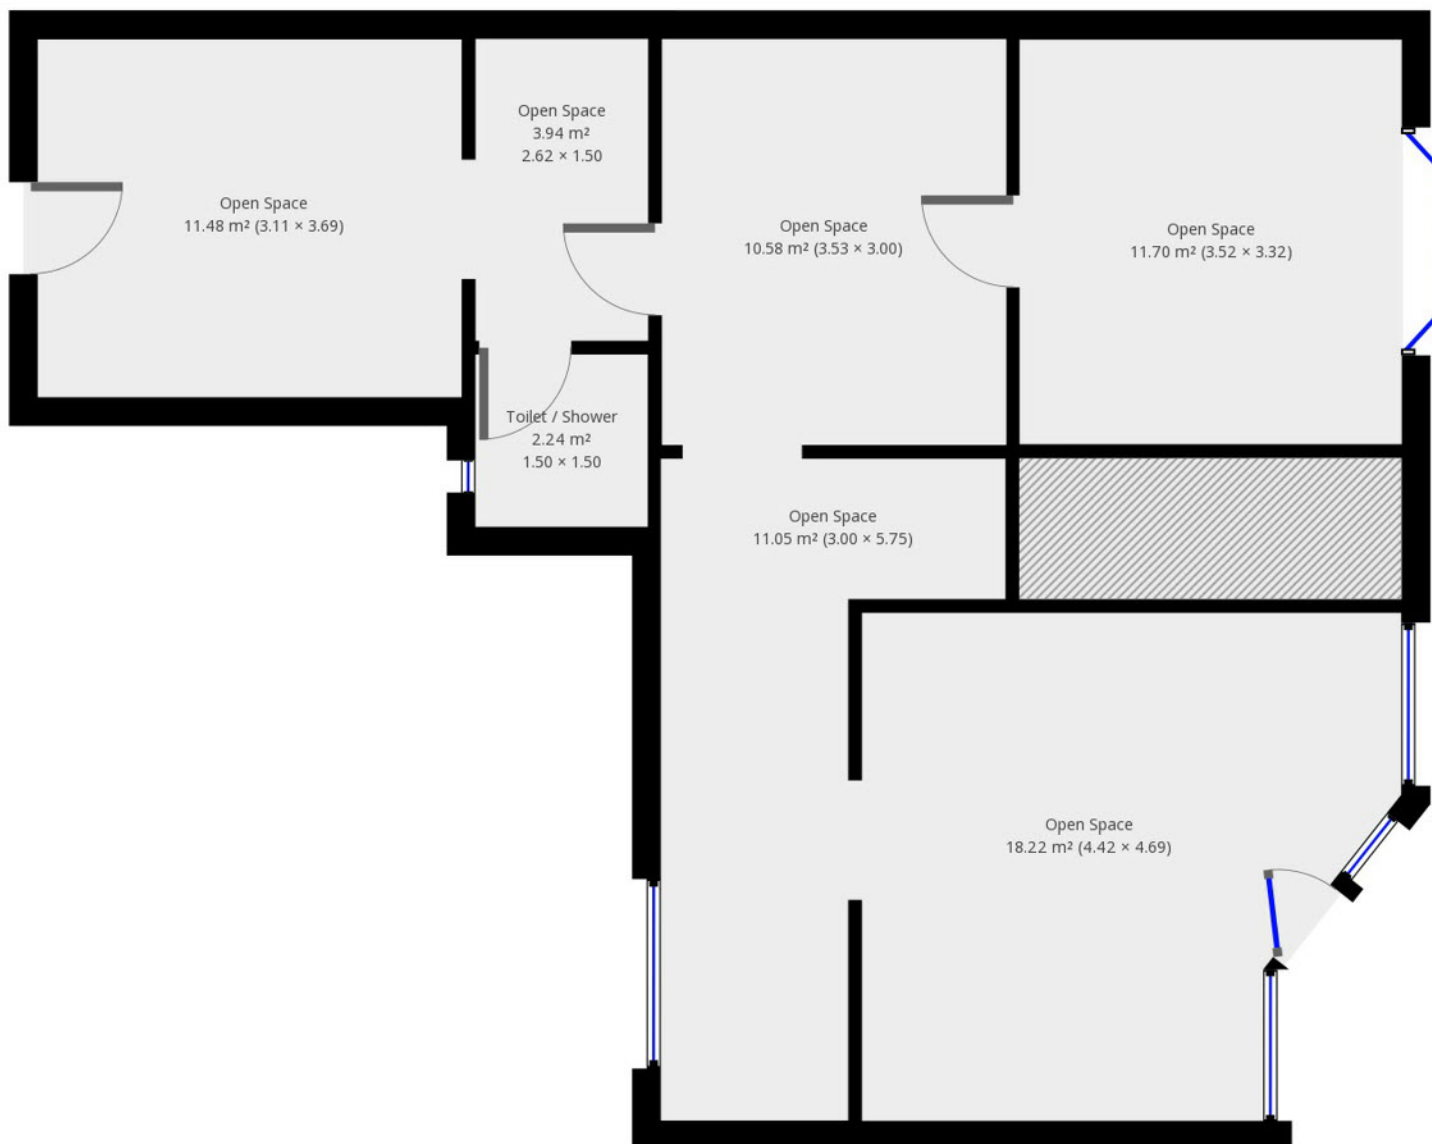 Open Space
3.94 m²
2.62 × 1.50
Open Space
11.48 m² (3.11 × 3.69)
Open Space
10.58 m² (3.53 × 3.00)
Open Space
11.70 m² (3.52 × 3.32)
Toilet / Shower
2.24 m²
1.50 × 1.50
Open Space
11.05 m² (3.00 × 5.75)
Open Space
18.22 m² (4.42 × 4.69)